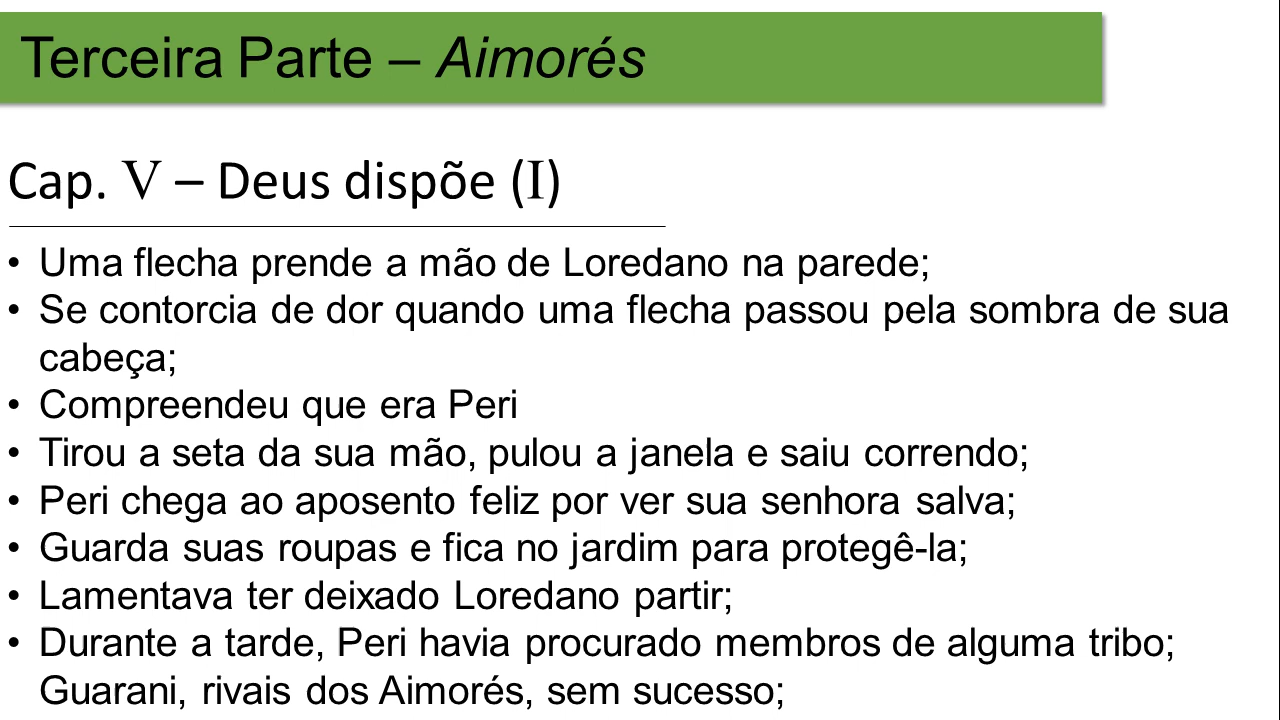 Terceira Parte – Aimorés
Cap. V – Deus dispõe (I)
• Uma flecha prende a mão de Loredano na parede;
• Se contorcia de dor quando uma flecha passou pela sombra de sua
cabeça;
• Compreendeu que era Peri
• Tirou a seta da sua mão, pulou a janela e saiu correndo;
• Peri chega ao aposento feliz por ver sua senhora salva;
• Guarda suas roupas e fica no jardim para protegê-la;
• Lamentava ter deixado Loredano partir;
• Durante a tarde, Peri havia procurado membros de alguma tribo;
Guarani, rivais dos Aimorés, sem sucesso;